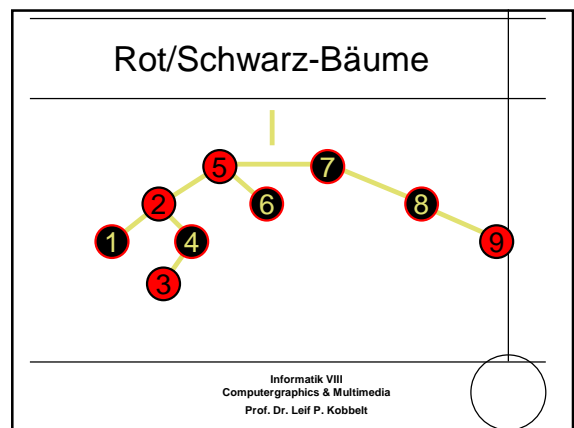 Rot/Schwarz-Bäume
5 7
2 6 8
1 4 9
3
Informatik VIII
Computergraphics & Multimedia
Prof. Dr. Leif P. Kobbelt